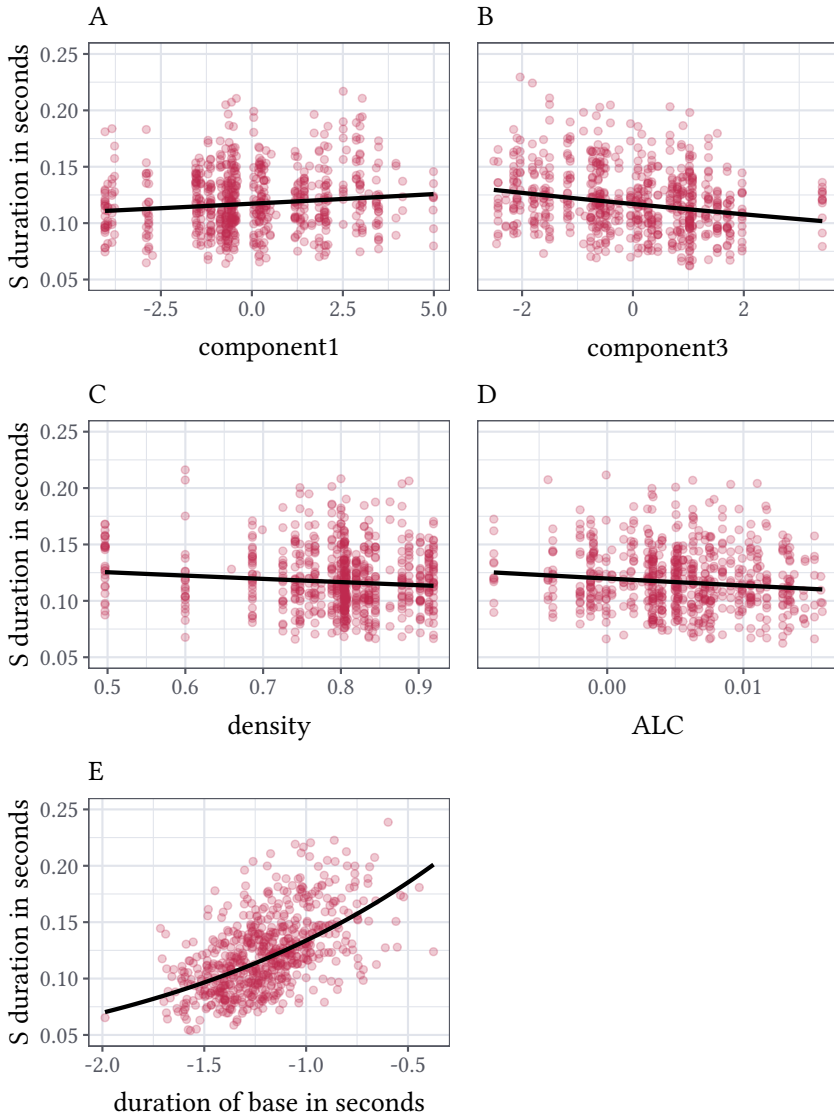 A
B
S duration in seconds
0.25
0.20
0.15
0.10
0.05
-2.5
0.0
2.5
5.0
-2
0
2
component1
component3
C
D
S duration in seconds
0.25
0.20
0.15
0.10
0.05
0.5
0.6
0.7
0.8
0.9
0.00
0.01
density
ALC
E
S duration in seconds
0.25
0.20
0.15
0.10
0.05
-2.0
-1.5
-1.0
-0.5
duration of base in seconds